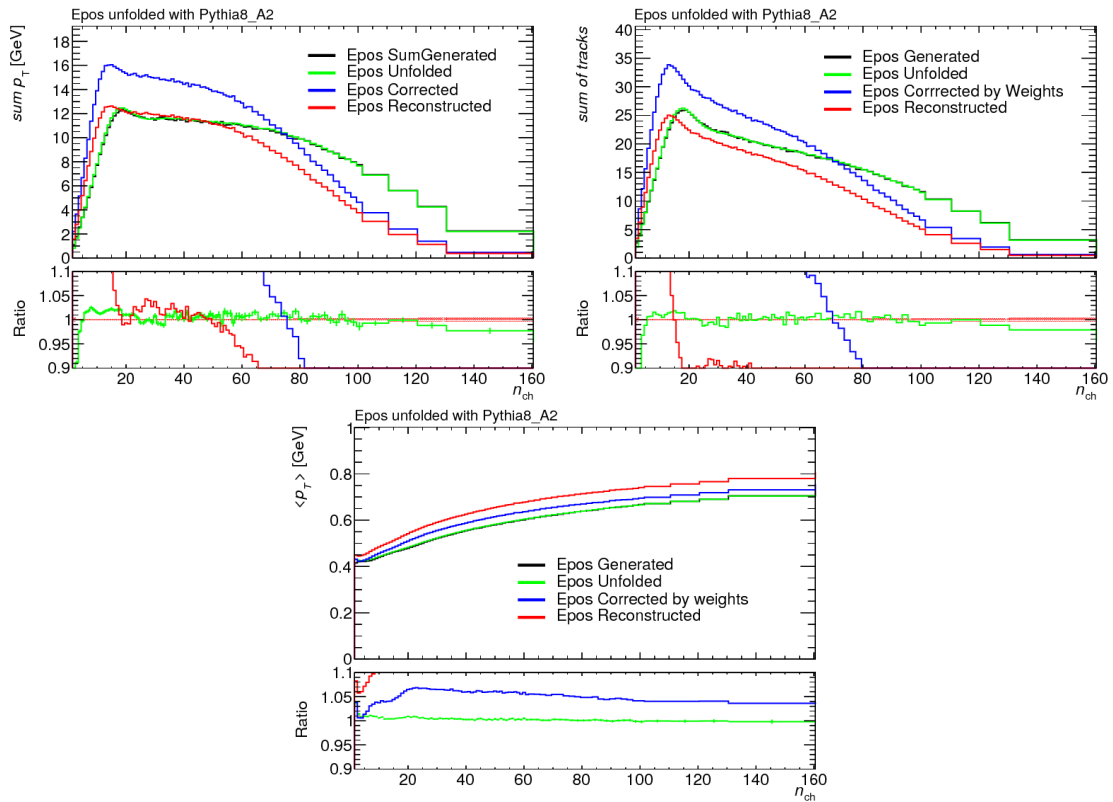 Epos unfolded with Pythia8_A2
sum p_T [GeV]
18
16
14
12
10
8
6
4
2
0
Epos SumGenerated
Epos Unfolded
Epos Corrected
Epos Reconstructed
Ratio
1.1
1.05
1
0.95
0.9
20 40 60 80 100 120 140 160
n_ch
Epos unfolded with Pythia8_A2
sum of tracks
40
35
30
25
20
15
10
5
0
Epos Generated
Epos Unfolded
Epos Corrrected by Weights
Epos Reconstructed
Ratio
1.1
1.05
1
0.95
0.9
20 40 60 80 100 120 140 160
n_ch
Epos unfolded with Pythia8_A2
<p_T> [GeV]
1
0.8
0.6
0.4
0.2
0
Epos Generated
Epos Unfolded
Epos Corrected by weights
Epos Reconstructed
Ratio
1.1
1.05
1
0.95
0.9
20 40 60 80 100 120 140 160
n_ch